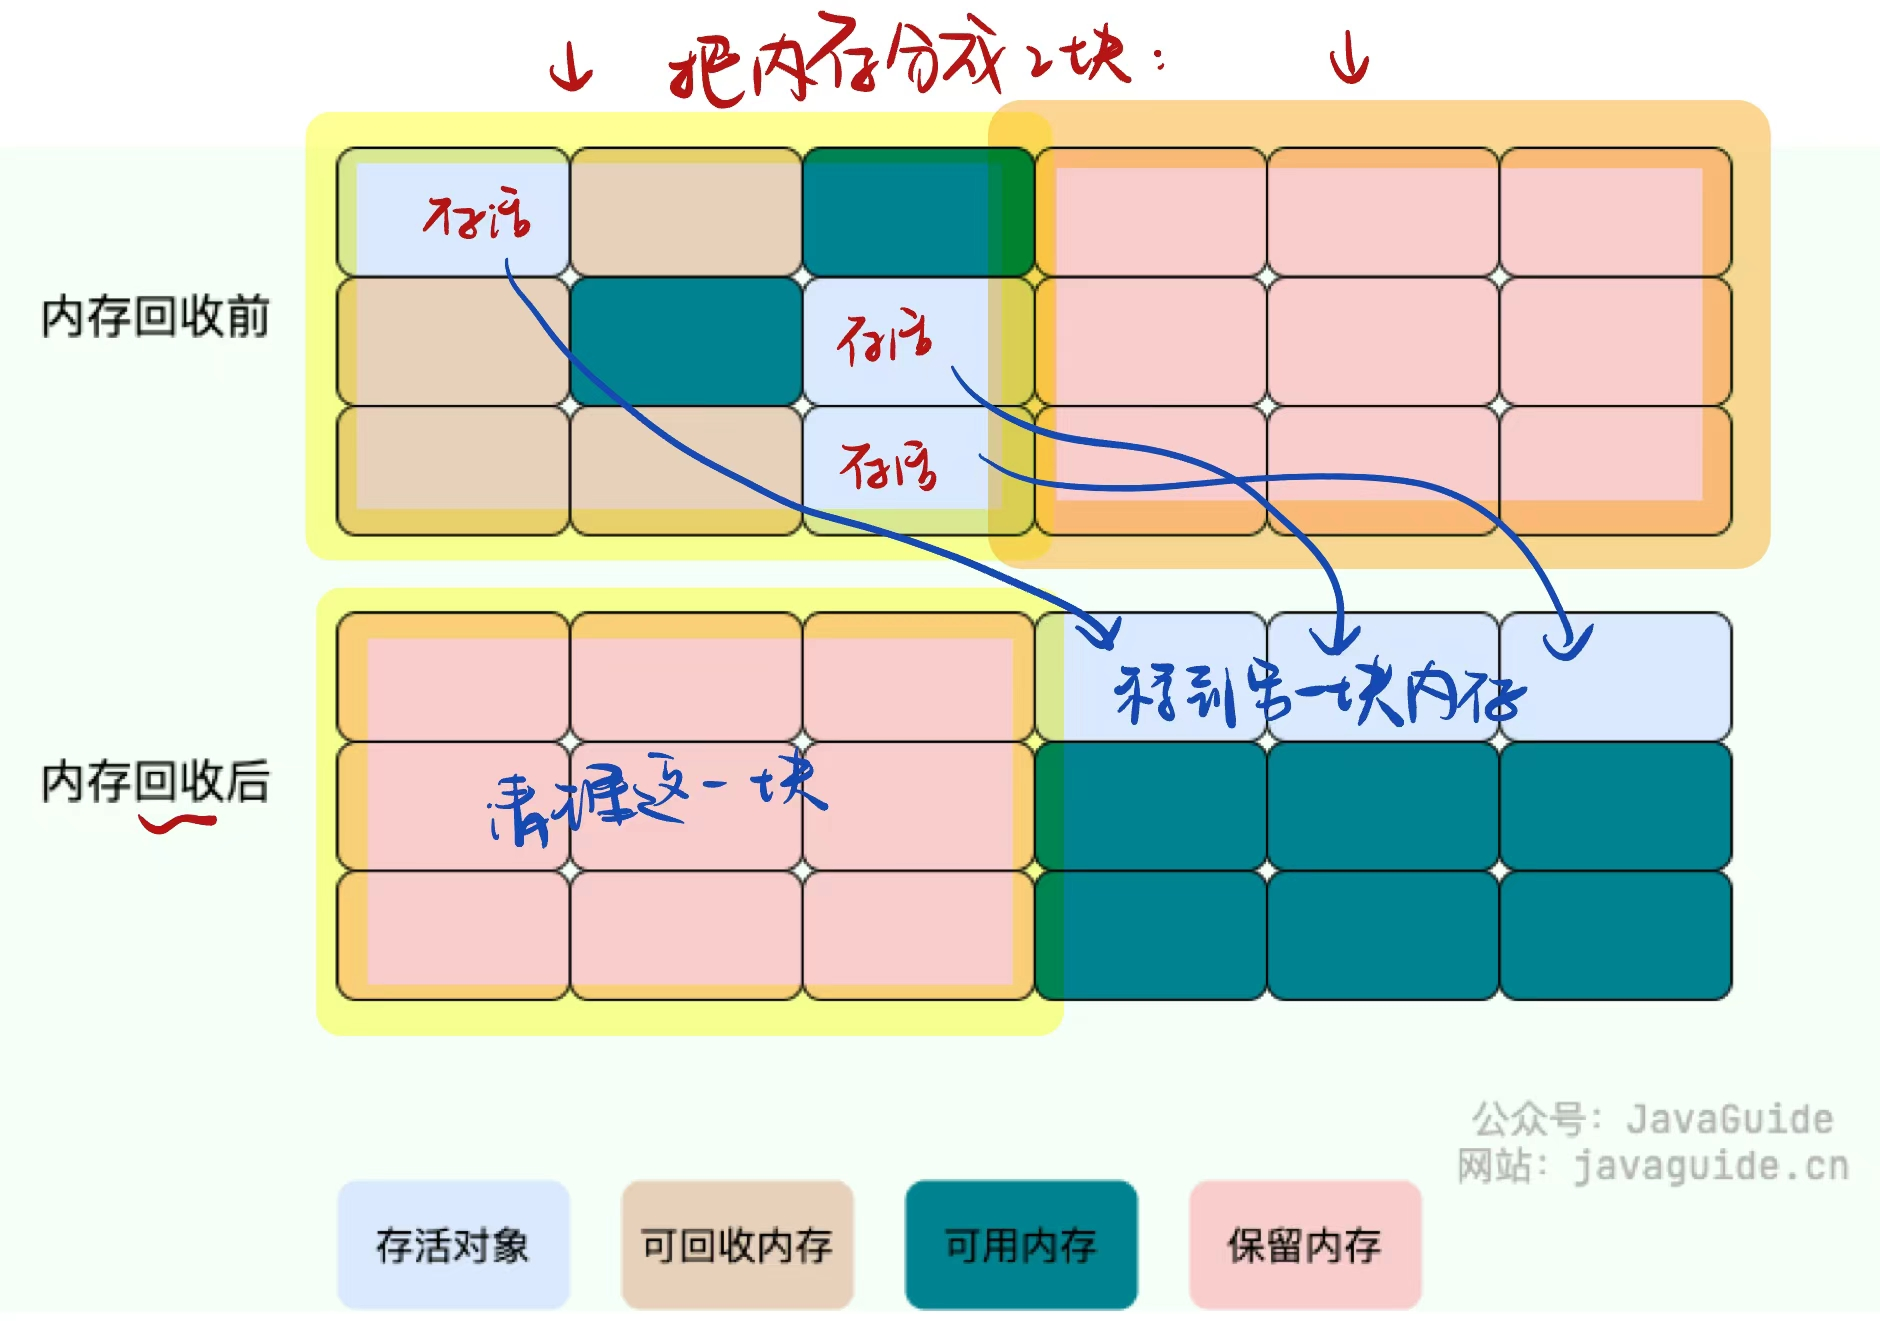 ↓ 把内存分成2块： ↓
存活
内存回收前
存活
存活
移到另一块内存
内存回收后
清理这一块
公众号：JavaGuide
网站：javaguide.cn
存活对象 可回收内存 可用内存 保留内存